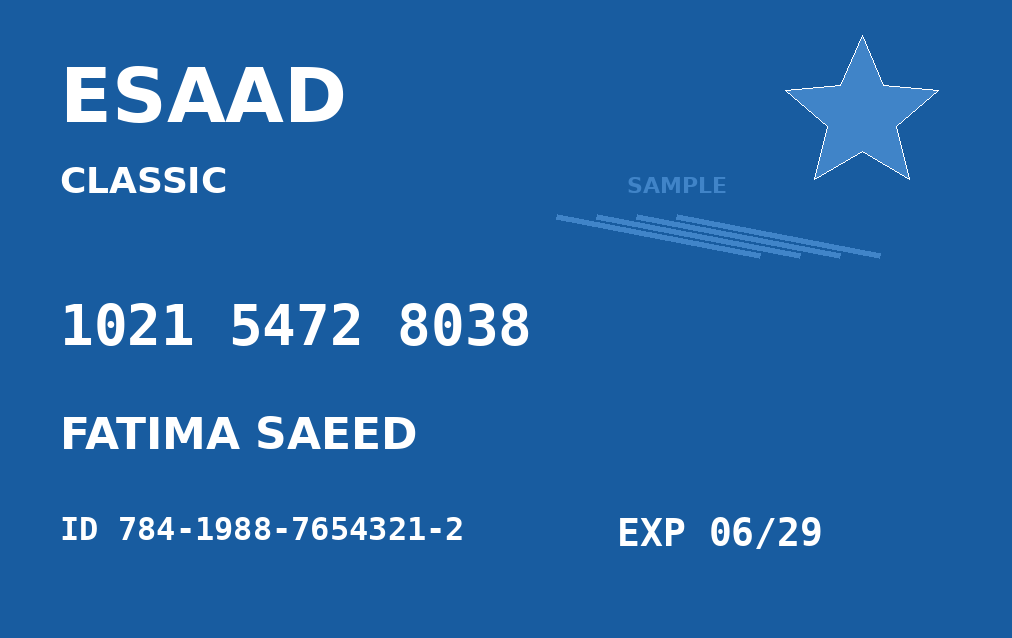 ESAAD
CLASSIC
SAMPLE
1021 5472 8038
FATIMA SAEED
ID 784-1988-7654321-2
EXP 06/29